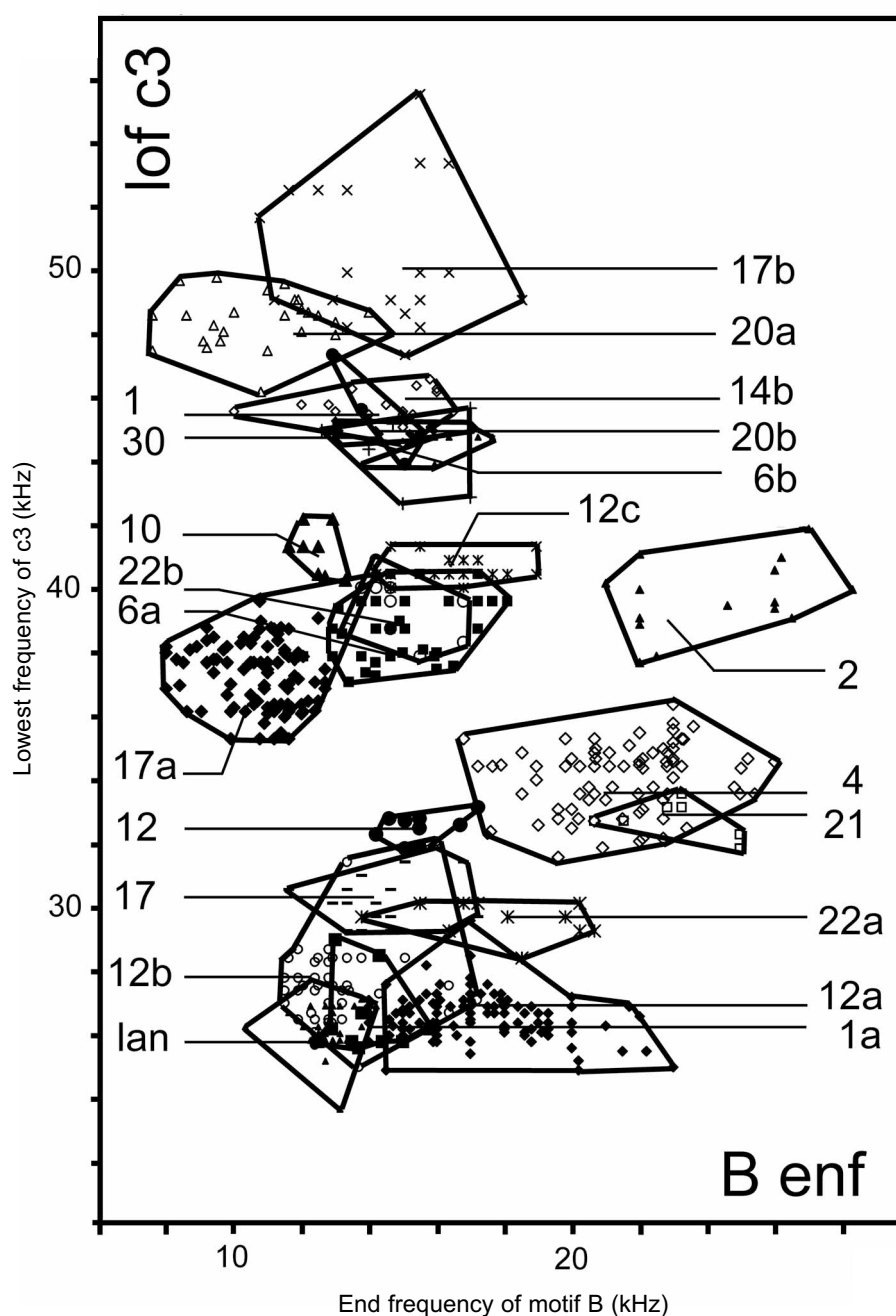 lof c3
Lowest frequency of c3 (kHz)
50
40
30
17b
20a
1
14b
30
20b
6b
10
12c
22b
6a
2
17a
4
12
21
17
22a
12b
12a
lan
1a
B enf
10
20
End frequency of motif B (kHz)